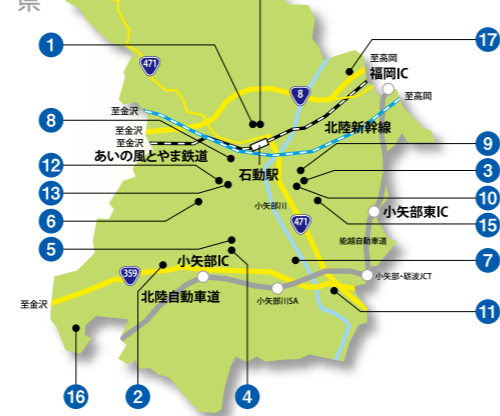 県
1
17
471
至高岡
福岡IC
8
至金沢
至高岡
8
至金沢
北陸新幹線
至金沢
9
あいの風とやま鉄道
石動駅
12
3
13
10
小矢部川
6
小矢部東IC
471
15
5
能越自動車道
小矢部IC
7
359
小矢部・砺波JCT
至金沢
北陸自動車道
小矢部川SA
11
16
2
4